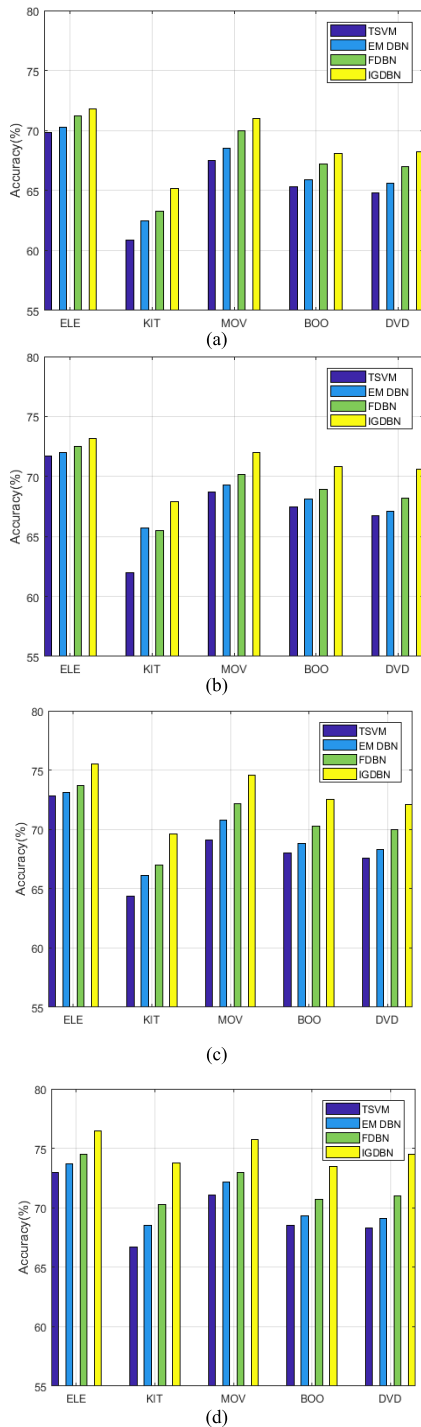 80
75
70
65
60
55
Accuracy(%)
TSVM
EM DBN
FDBN
IGDBN
ELE KIT MOV BOO DVD
(a)
80
75
70
65
60
55
Accuracy(%)
TSVM
EM DBN
FDBN
IGDBN
ELE KIT MOV BOO DVD
(b)
80
75
70
65
60
55
Accuracy(%)
TSVM
EM DBN
FDBN
IGDBN
ELE KIT MOV BOO DVD
(c)
80
75
70
65
60
55
Accuracy(%)
TSVM
EM DBN
FDBN
IGDBN
ELE KIT MOV BOO DVD
(d)